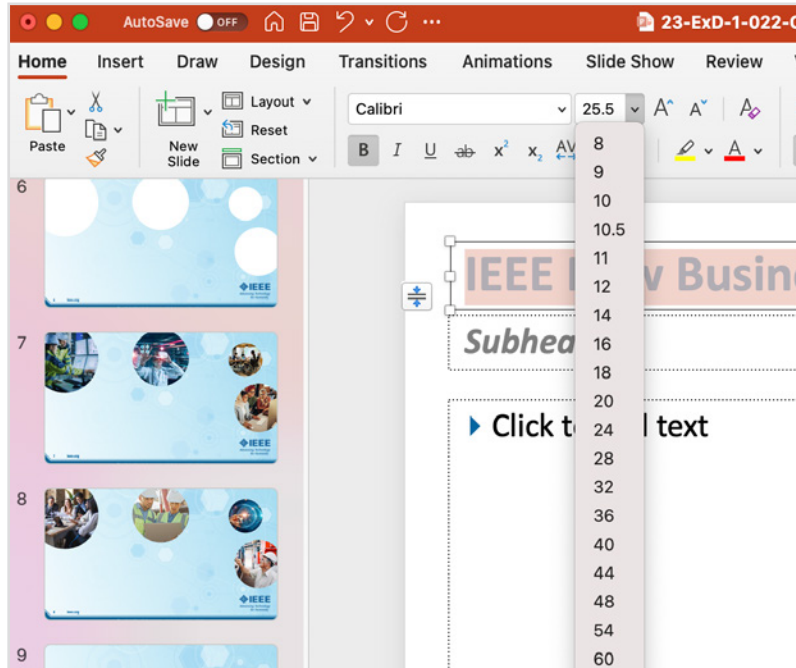 AutoSave OFF
23-ExD-1-022-
Home Insert Draw Design Transitions Animations Slide Show Review
Paste
New
Slide
Layout
Reset
Section
Calibri
25.5
B I U ab x² x₂ AV A
8
9
10
10.5
11
12
14
16
18
20
24
28
32
36
40
44
48
54
60
6
IEEE
7
IEEE
8
IEEE
9
IEEE
Subhea
Click t
text